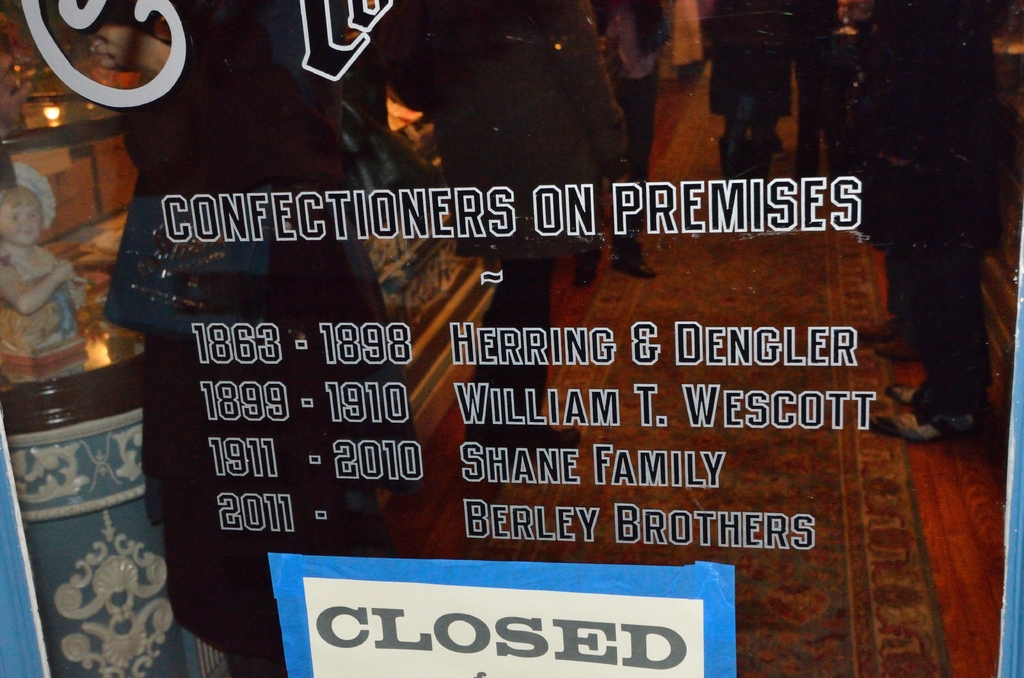 CONFECTIONERS ON PREMISES
~
1863 - 1898 HERRING & DENGLER
1899 - 1910 WILLIAM T. WESCOTT
1911 - 2010 SHANE FAMILY
2011 - BERLEY BROTHERS
CLOSED